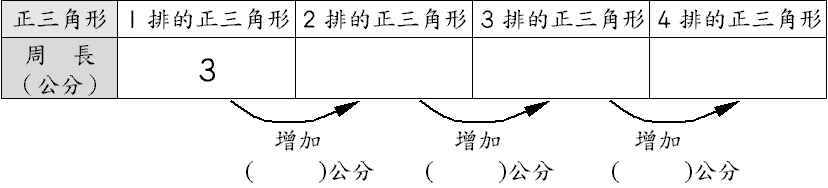 正三角形 1 排的正三角形 2 排的正三角形 3 排的正三角形 4 排的正三角形
周 長
（公分） 3
增加 增加 增加
( )公分 ( )公分 ( )公分